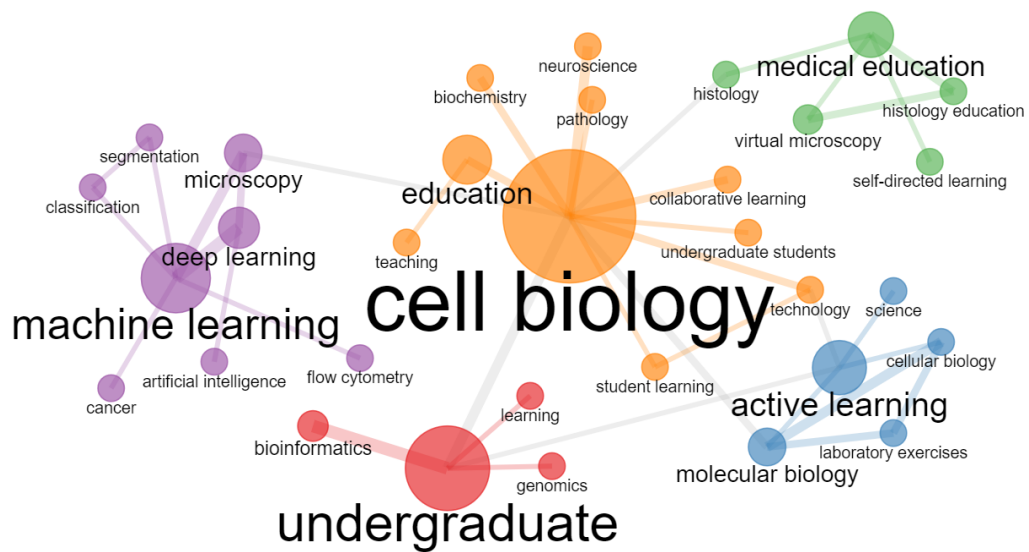 neuroscience
medical education
biochemistry
histology
histology education
pathology
virtual microscopy
segmentation
microscopy
education
self-directed learning
classification
collaborative learning
deep learning
teaching
undergraduate students
cell biology
machine learning
technology
science
cellular biology
artificial intelligence
flow cytometry
student learning
cancer
active learning
learning
bioinformatics
laboratory exercises
molecular biology
genomics
undergraduate